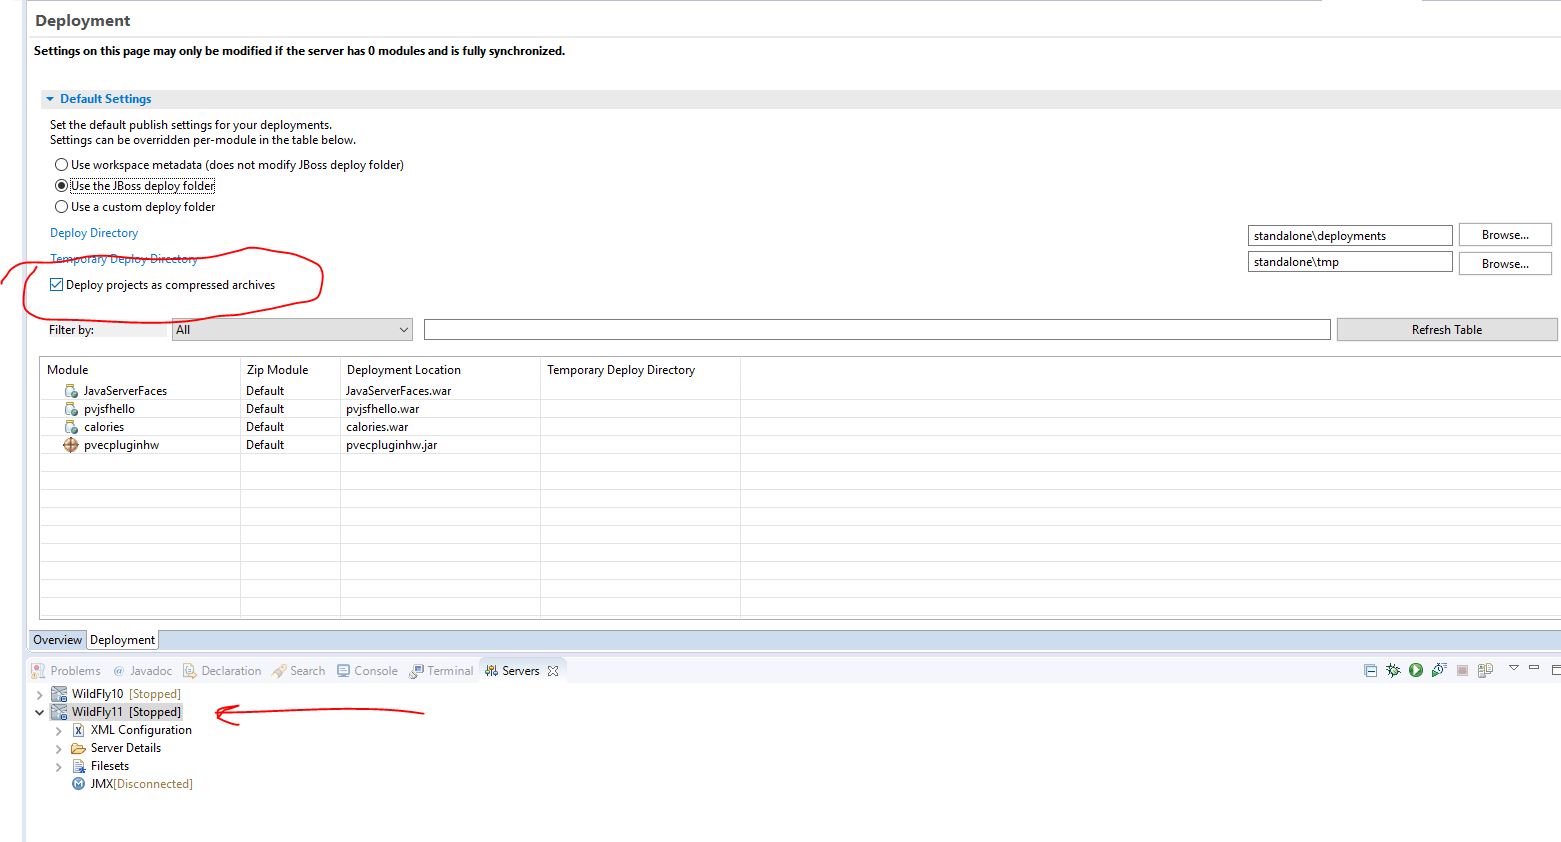 Deployment
Settings on this page may only be modified if the server has 0 modules and is fully synchronized.
Default Settings
Set the default publish settings for your deployments.
Settings can be overridden per-module in the table below.
Use workspace metadata (does not modify JBoss deploy folder)
Use the JBoss deploy folder
Use a custom deploy folder
Deploy Directory standalone\deployments Browse...
Temporary Deploy Directory standalone\tmp Browse...
Deploy projects as compressed archives
Filter by: All Refresh Table
Module Zip Module Deployment Location Temporary Deploy Directory
JavaServerFaces Default JavaServerFaces.war
pvjsfhello Default pvjsfhello.war
calories Default calories.war
pvecpluginhw Default pvecpluginhw.jar
Overview Deployment
Problems @ Javadoc Declaration Search Console Terminal Servers
WildFly10 [Stopped]
WildFly11 [Stopped]
XML Configuration
Server Details
Filesets
JMX[Disconnected]